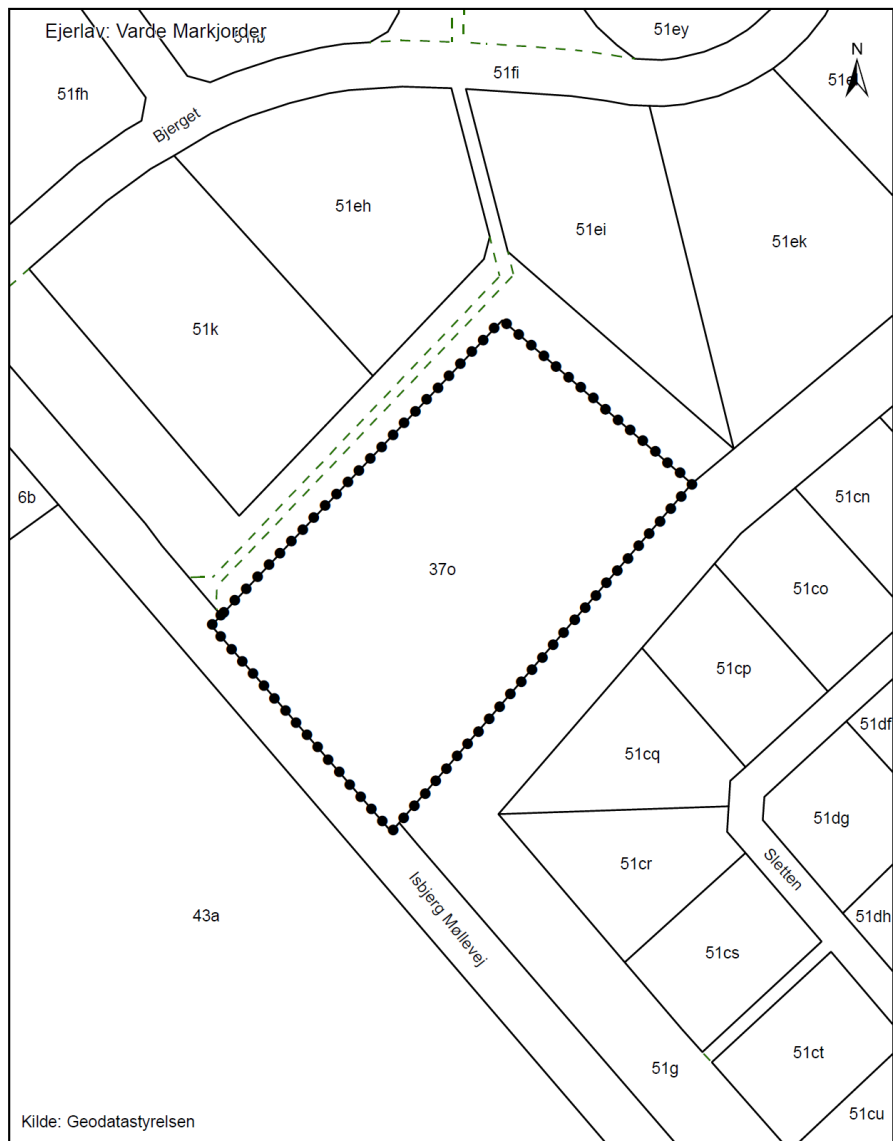 Ejerlav: Varde Markjorder
51ey
N
51fi
51fh
Bjerget
51eh
51ei
51ek
51k
6b
51cn
37o
51co
51cp
51df
51cq
51dg
51cr
Sletten
43a
Isbjerg Møllevej
51dh
51cs
51ct
51g
51cu
Kilde: Geodatastyrelsen